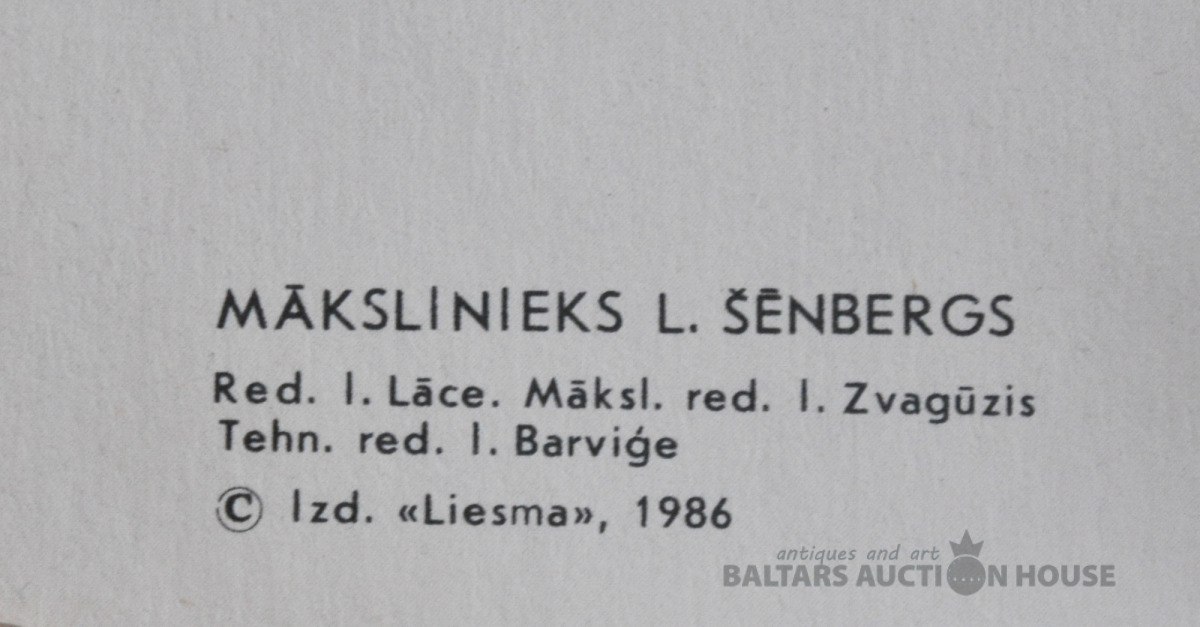 MĀKSLINIEKS L. ŠĒNBERGS
Red. I. Lāce. Māksl. red. I. Zvagūzis
Tehn. red. I. Barviģe
© Izd. «Liesma», 1986
antiques and art
BALTARS AUCTION HOUSE